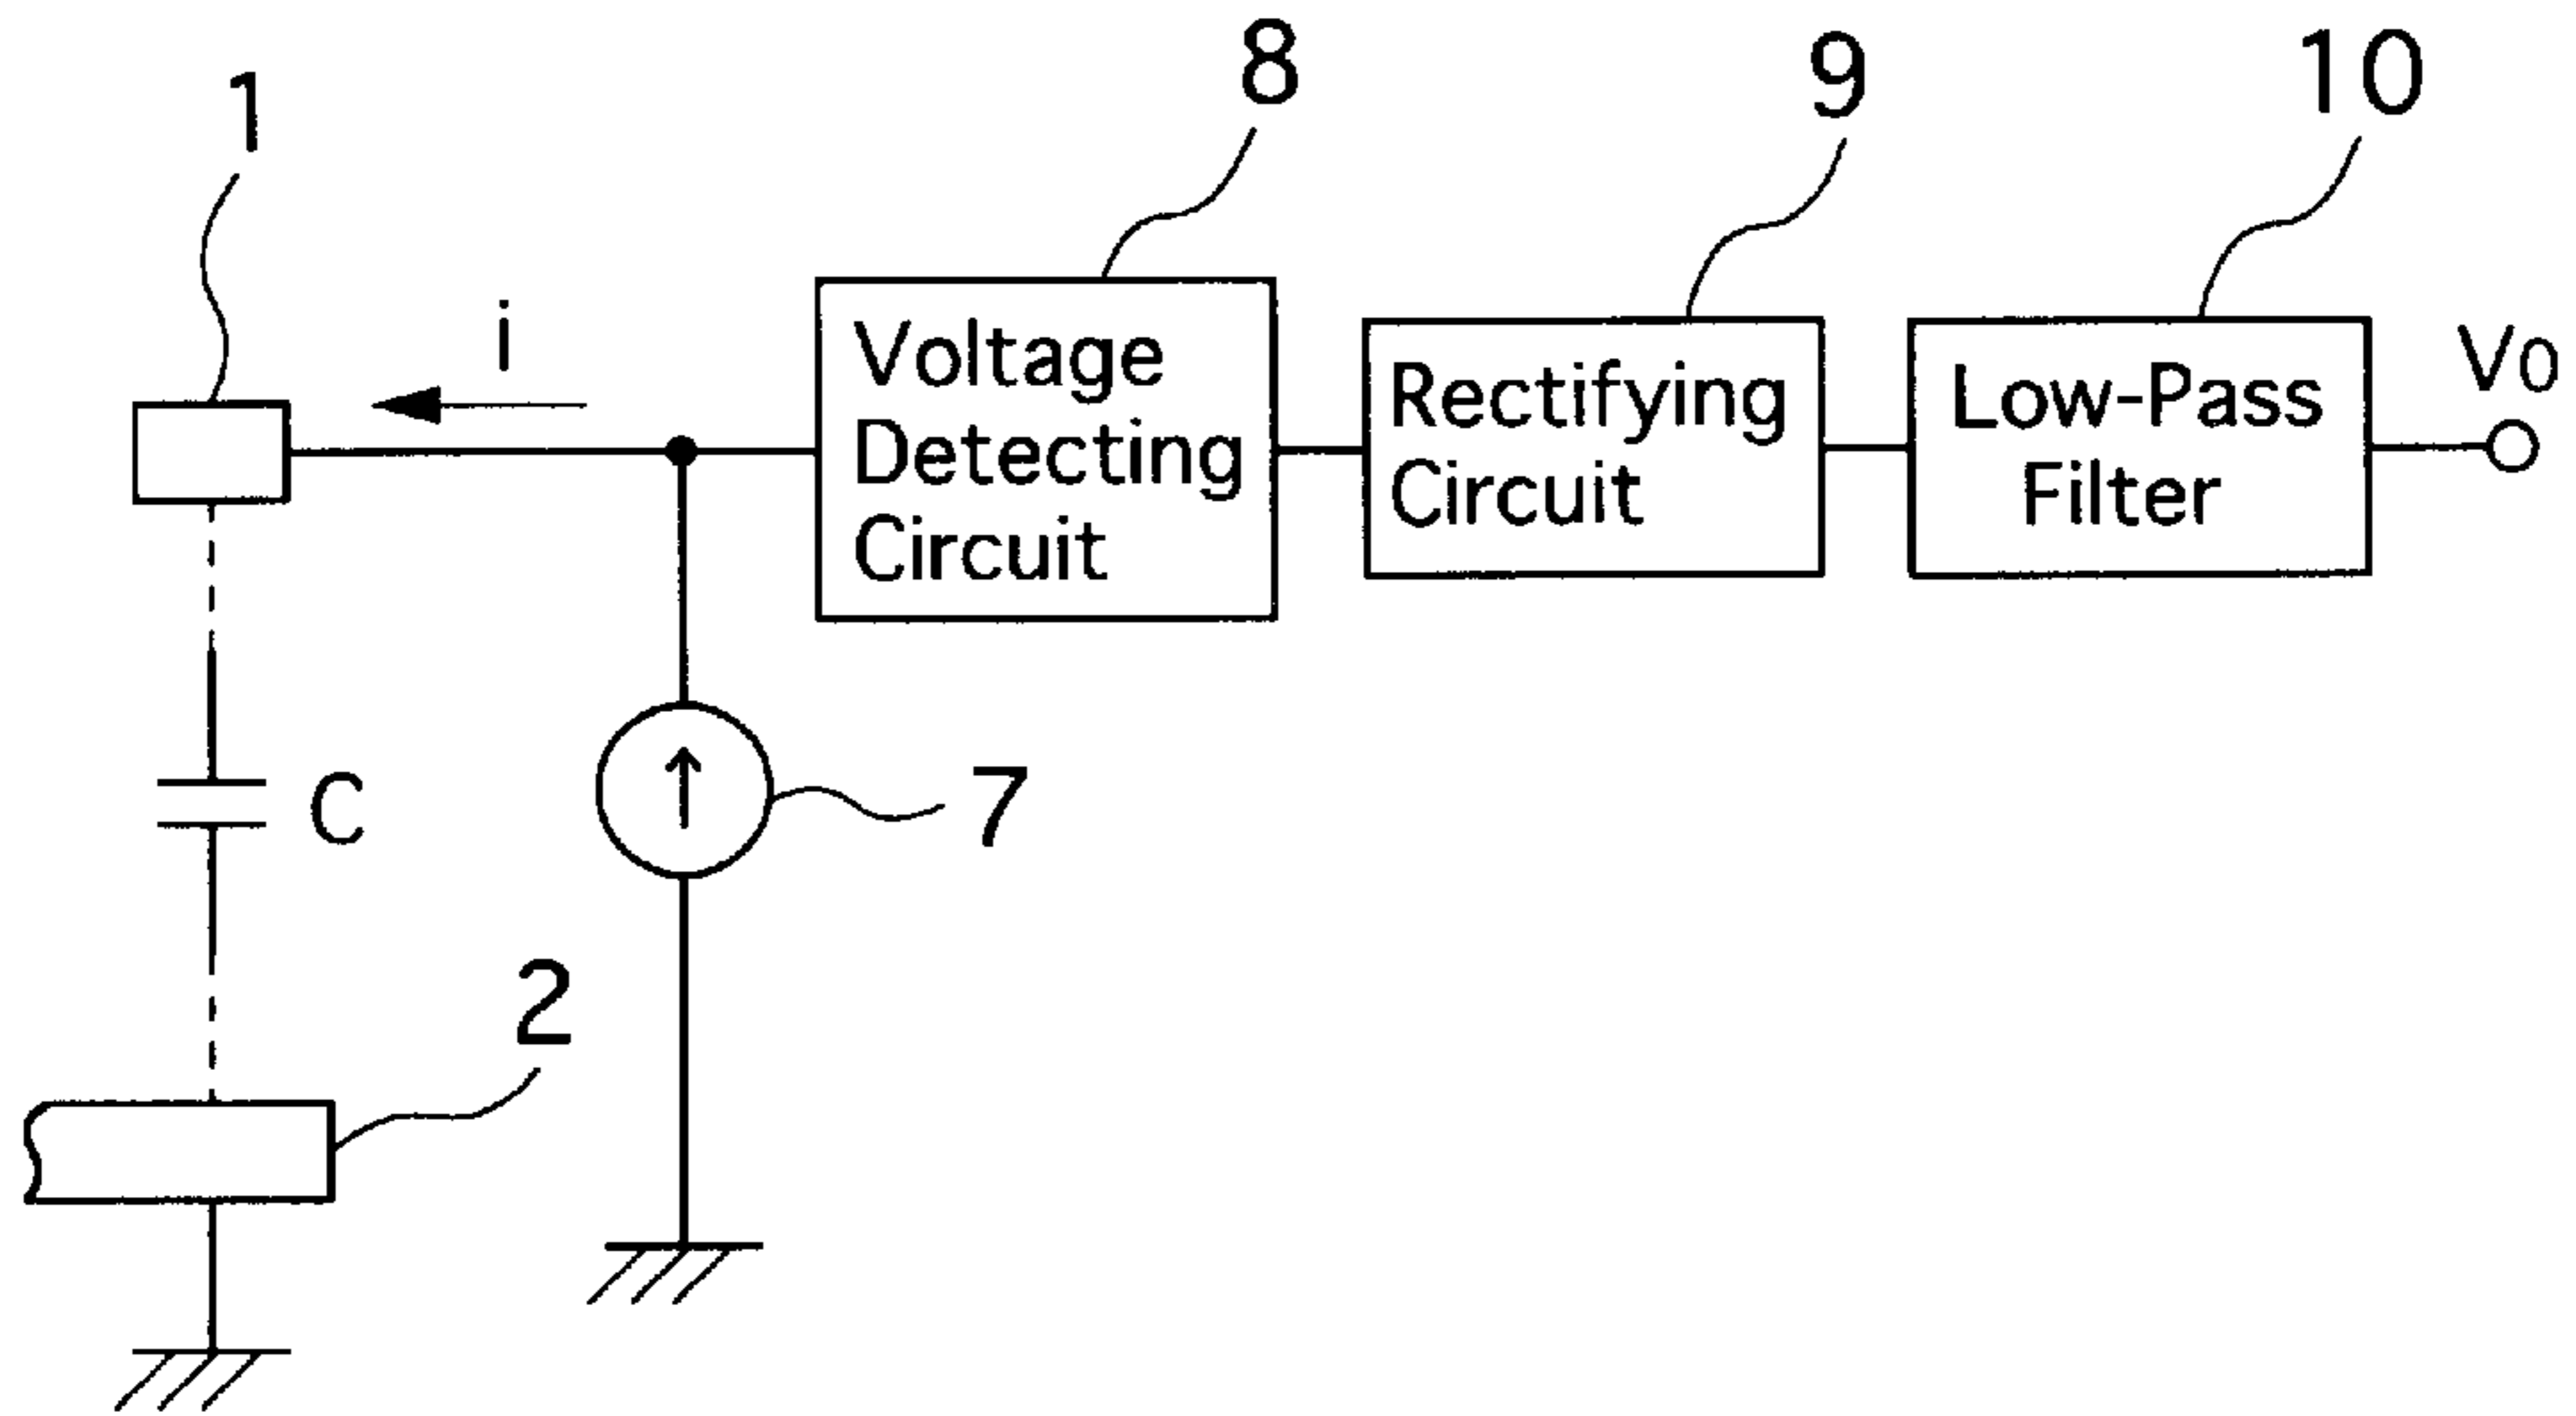 1
8
9
10
i
Voltage
Detecting
Circuit
Rectifying
Circuit
Low-Pass
Filter
V0
C
7
2